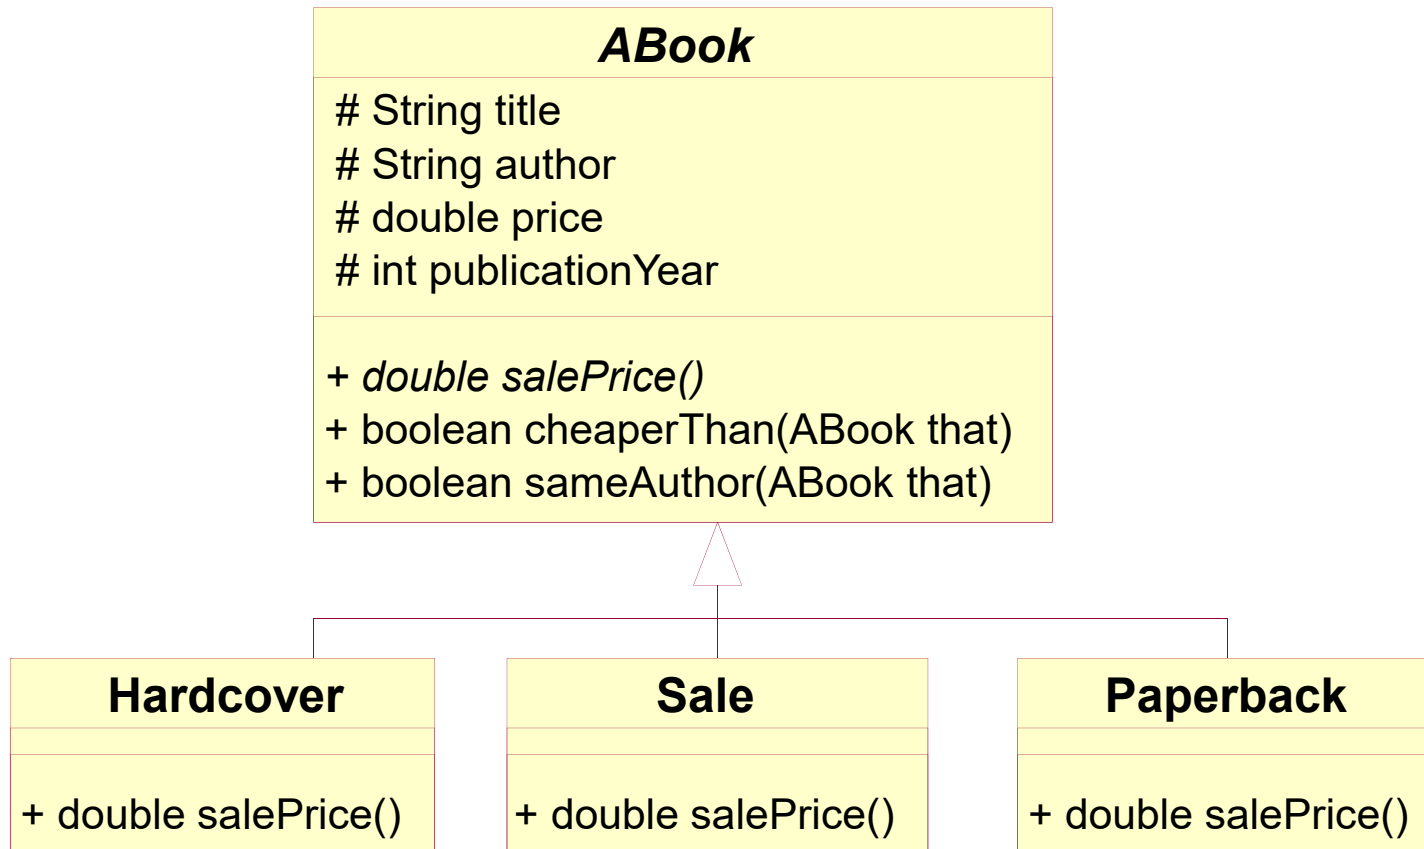 ABook
# String title
# String author
# double price
# int publicationYear
+ double salePrice()
+ boolean cheaperThan(ABook that)
+ boolean sameAuthor(ABook that)
Hardcover
+ double salePrice()
Sale
+ double salePrice()
Paperback
+ double salePrice()